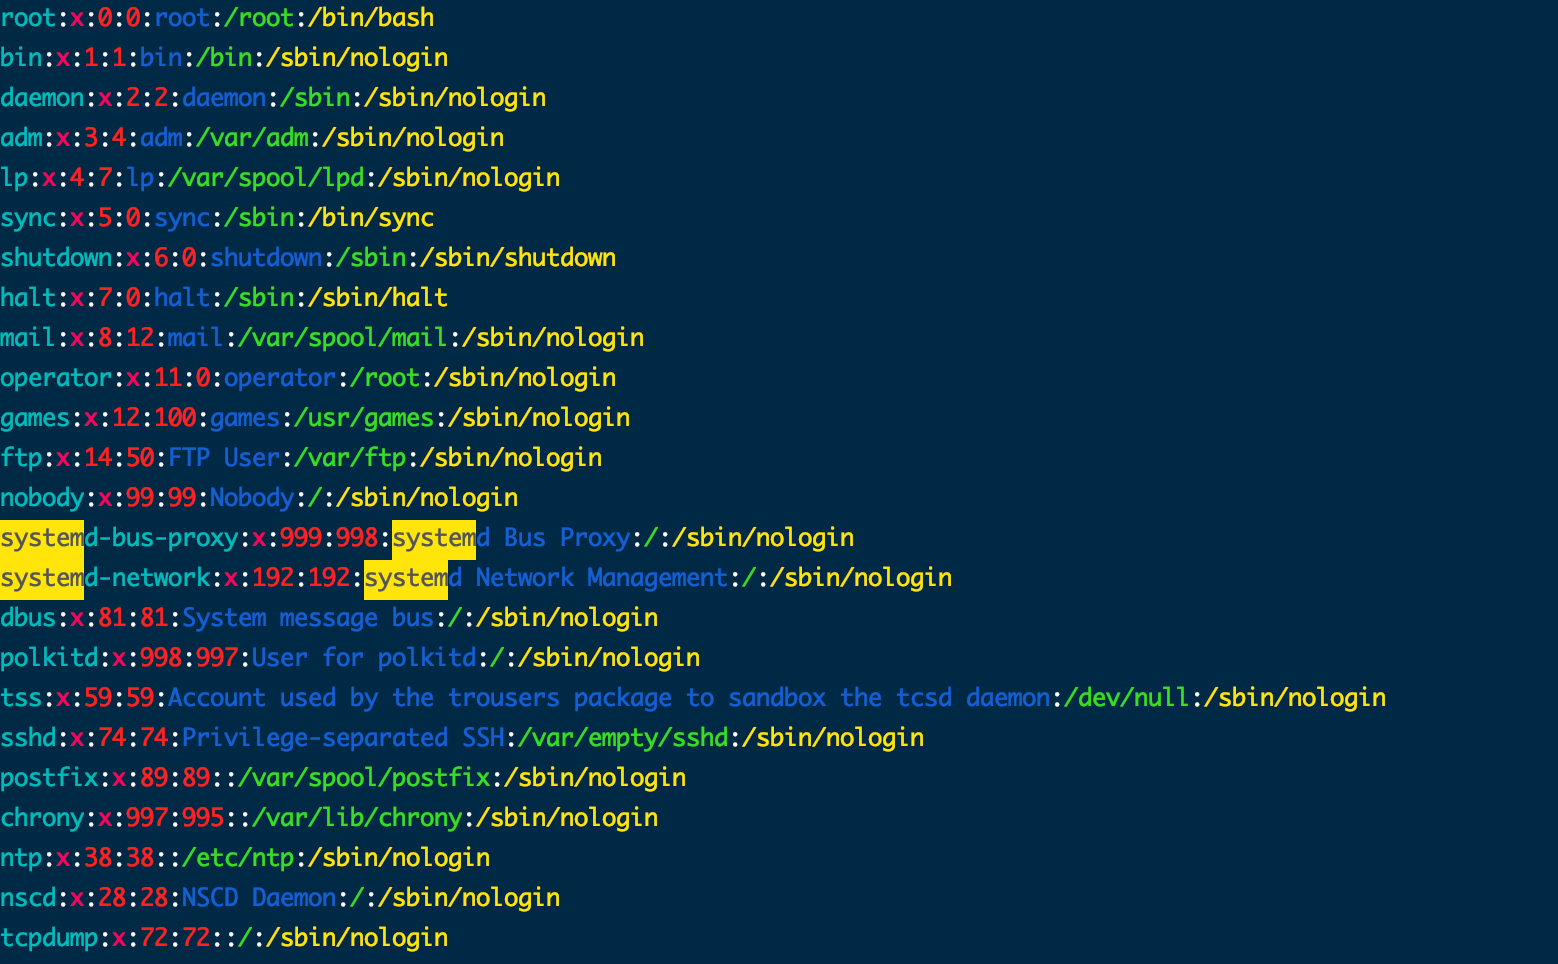 root:x:0:0:root:/root:/bin/bash
bin:x:1:1:bin:/bin:/sbin/nologin
daemon:x:2:2:daemon:/sbin:/sbin/nologin
adm:x:3:4:adm:/var/adm:/sbin/nologin
lp:x:4:7:lp:/var/spool/lpd:/sbin/nologin
sync:x:5:0:sync:/sbin:/bin/sync
shutdown:x:6:0:shutdown:/sbin:/sbin/shutdown
halt:x:7:0:halt:/sbin:/sbin/halt
mail:x:8:12:mail:/var/spool/mail:/sbin/nologin
operator:x:11:0:operator:/root:/sbin/nologin
games:x:12:100:games:/usr/games:/sbin/nologin
ftp:x:14:50:FTP User:/var/ftp:/sbin/nologin
nobody:x:99:99:Nobody:/:/sbin/nologin
systemd-bus-proxy:x:999:998:systemd Bus Proxy:/:/sbin/nologin
systemd-network:x:192:192:systemd Network Management:/:/sbin/nologin
dbus:x:81:81:System message bus:/:/sbin/nologin
polkitd:x:998:997:User for polkitd:/:/sbin/nologin
tss:x:59:59:Account used by the trousers package to sandbox the tcsd daemon:/dev/null:/sbin/nologin
sshd:x:74:74:Privilege-separated SSH:/var/empty/sshd:/sbin/nologin
postfix:x:89:89::/var/spool/postfix:/sbin/nologin
chrony:x:997:995::/var/lib/chrony:/sbin/nologin
ntp:x:38:38::/etc/ntp:/sbin/nologin
nscd:x:28:28:NSCD Daemon:/:/sbin/nologin
tcpdump:x:72:72::/:/sbin/nologin